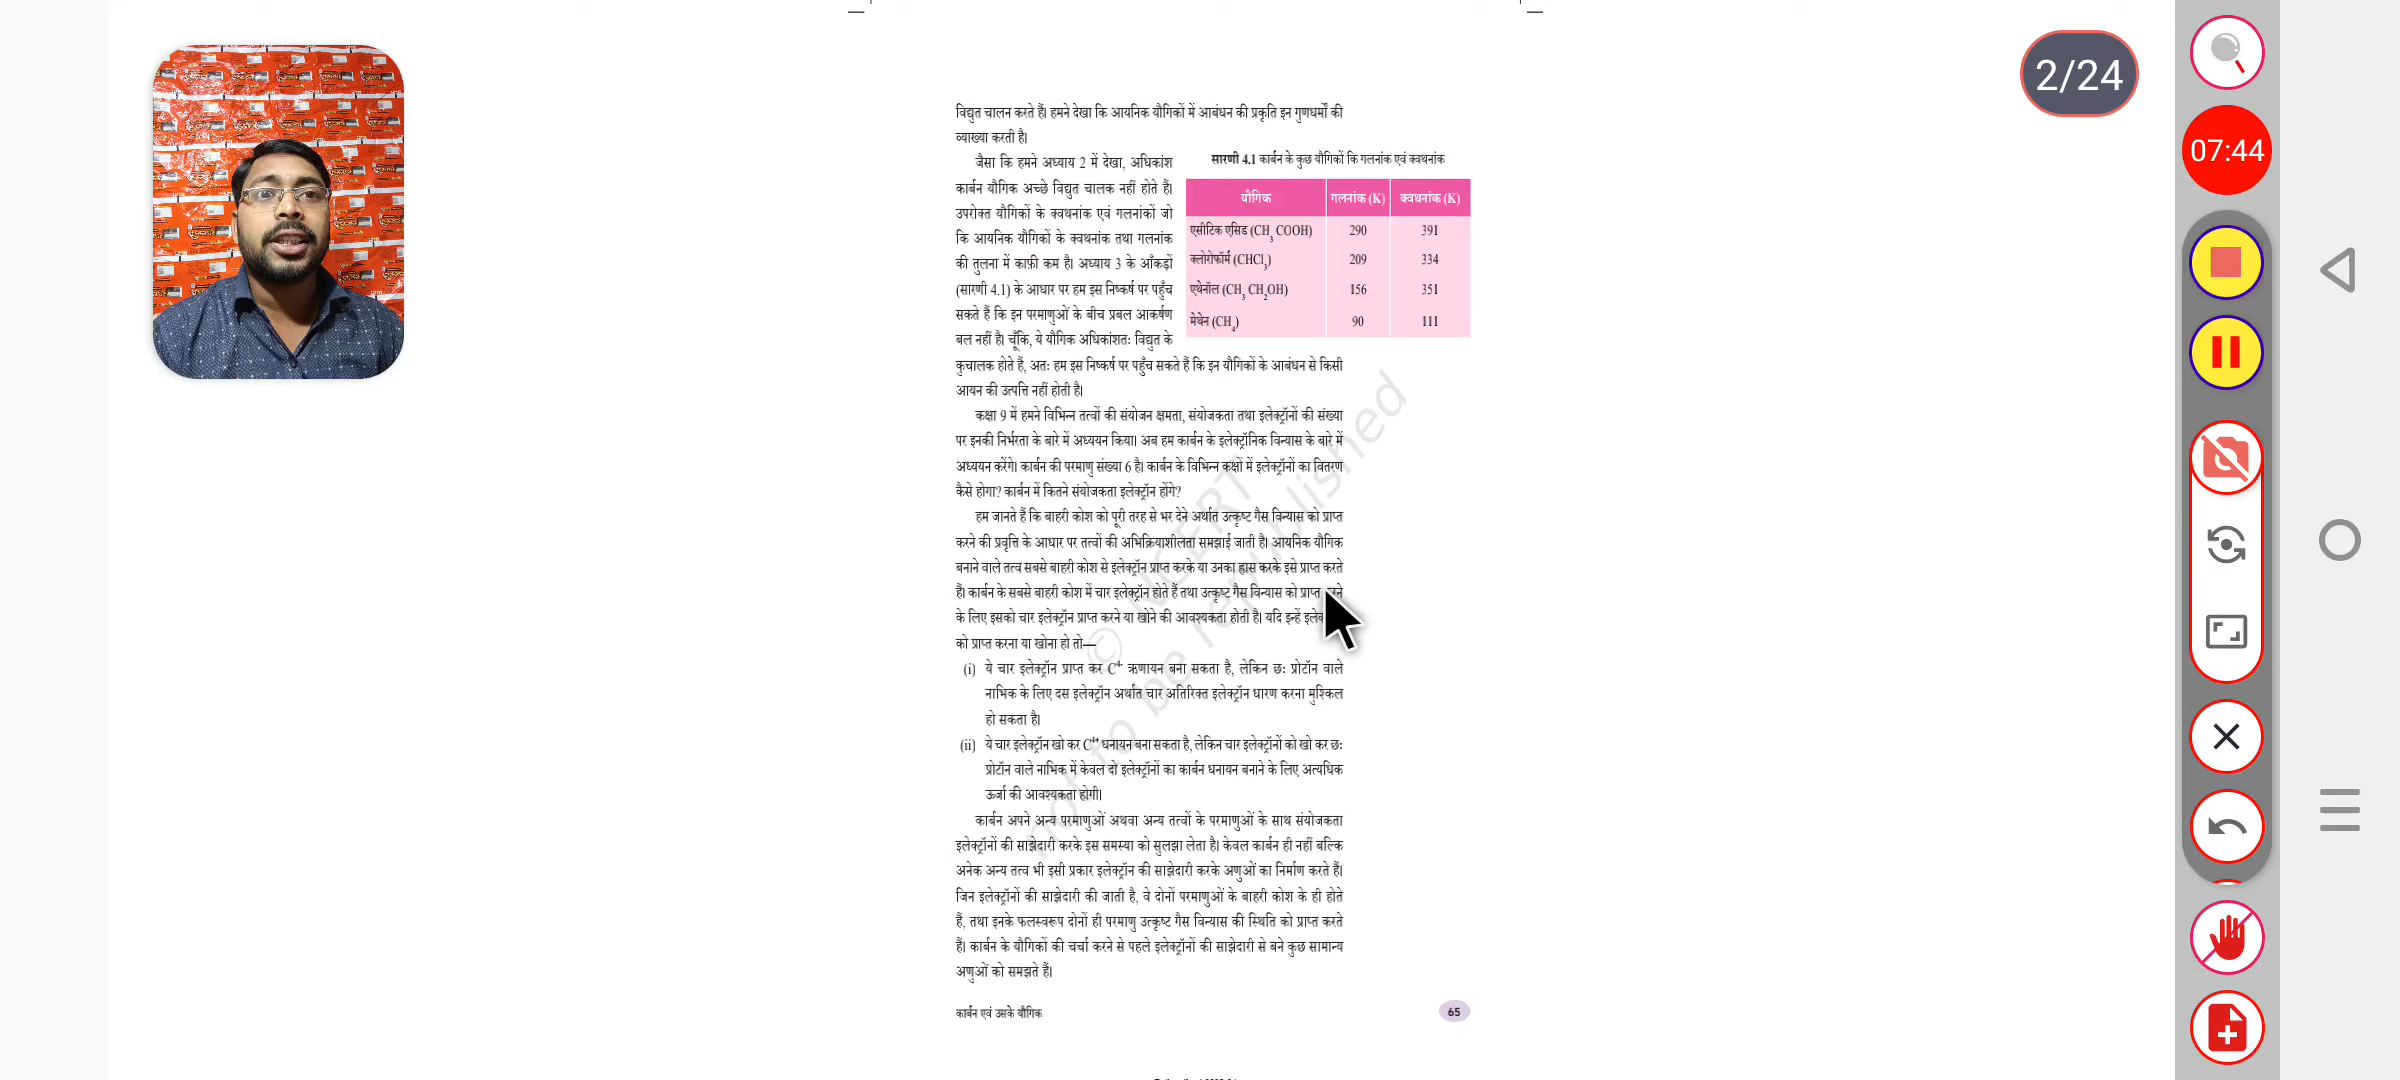 2/24
07:44
विद्युत चालन करते हैं। हमने देखा कि आयनिक यौगिकों में आबंधन की प्रकृति इन गुणधर्मों की
व्याख्या करती है।
जैसा कि हमने अध्याय 2 में देखा, अधिकांश
कार्बन यौगिक अच्छे विद्युत चालक नहीं होते हैं।
उपरोक्त यौगिकों के क्वथनांक एवं गलनांकों जो
कि आयनिक यौगिकों के क्वथनांक तथा गलनांक
की तुलना में काफ़ी कम है। अध्याय 3 के आँकड़ों
(सारणी 4.1) के आधार पर हम इस निष्कर्ष पर पहुँच
सकते हैं कि इन परमाणुओं के बीच प्रबल आकर्षण
बल नहीं है। चूँकि, ये यौगिक अधिकांशतः विद्युत के
कुचालक होते हैं, अतः हम इस निष्कर्ष पर पहुँच सकते हैं कि इन यौगिकों के आबंधन से किसी
आयन की उत्पत्ति नहीं होती है।
सारणी 4.1 कार्बन के कुछ यौगिकों कि गलनांक एवं क्वथनांक
यौगिक गलनांक (K) क्वथनांक (K)
एसीटिक एसिड (CH3 COOH) 290 391
क्लोरोफॉर्म (CHCl3) 209 334
एथेनॉल (CH3 CH2OH) 156 351
मेथेन (CH4) 90 111
कक्षा 9 में हमने विभिन्न तत्वों की संयोजन क्षमता, संयोजकता तथा इलेक्ट्रॉनों की संख्या
पर इनकी निर्भरता के बारे में अध्ययन किया। अब हम कार्बन के इलेक्ट्रॉनिक विन्यास के बारे में
अध्ययन करेंगे। कार्बन की परमाणु संख्या 6 है। कार्बन के विभिन्न कक्षों में इलेक्ट्रॉनों का वितरण
कैसे होगा? कार्बन में कितने संयोजकता इलेक्ट्रॉन होंगे?
हम जानते हैं कि बाहरी कोश को पूरी तरह से भर देने अर्थात उत्कृष्ट गैस विन्यास को प्राप्त
करने की प्रवृत्ति के आधार पर तत्वों की अभिक्रियाशीलता समझाई जाती है। आयनिक यौगिक
बनाने वाले तत्व सबसे बाहरी कोश से इलेक्ट्रॉन प्राप्त करके या उनका ह्रास करके इसे प्राप्त करते
हैं। कार्बन के सबसे बाहरी कोश में चार इलेक्ट्रॉन होते हैं तथा उत्कृष्ट गैस विन्यास को प्राप्त
के लिए इसको चार इलेक्ट्रॉन प्राप्त करने या खोने की आवश्यकता होती है। यदि इन्हें
को प्राप्त करना या खोना हो तो—
(i) ये चार इलेक्ट्रॉन प्राप्त कर C4- ऋणायन बना सकता है, लेकिन छः प्रोटॉन वाले
नाभिक के लिए दस इलेक्ट्रॉन अर्थात चार अतिरिक्त इलेक्ट्रॉन धारण करना मुश्किल
हो सकता है।
(ii) ये चार इलेक्ट्रॉन खो कर C4+ धनायन बना सकता है, लेकिन चार इलेक्ट्रॉनों को खो कर छः
प्रोटॉन वाले नाभिक में केवल दो इलेक्ट्रॉनों का कार्बन धनायन बनाने के लिए अत्यधिक
ऊर्जा की आवश्यकता होगी।
कार्बन अपने अन्य परमाणुओं अथवा अन्य तत्वों के परमाणुओं के साथ संयोजकता
इलेक्ट्रॉनों की साझेदारी करके इस समस्या को सुलझा लेता है। केवल कार्बन ही नहीं बल्कि
अनेक अन्य तत्व भी इसी प्रकार इलेक्ट्रॉन की साझेदारी करके अणुओं का निर्माण करते हैं।
जिन इलेक्ट्रॉनों की साझेदारी की जाती है, वे दोनों परमाणुओं के बाहरी कोश के ही होते
हैं, तथा इनके फलस्वरूप दोनों ही परमाणु उत्कृष्ट गैस विन्यास की स्थिति को प्राप्त करते
हैं। कार्बन के यौगिकों की चर्चा करने से पहले इलेक्ट्रॉनों की साझेदारी से बने कुछ सामान्य
अणुओं को समझते हैं।
© NCERT
not to be republished
कार्बन एवं उसके यौगिक
65